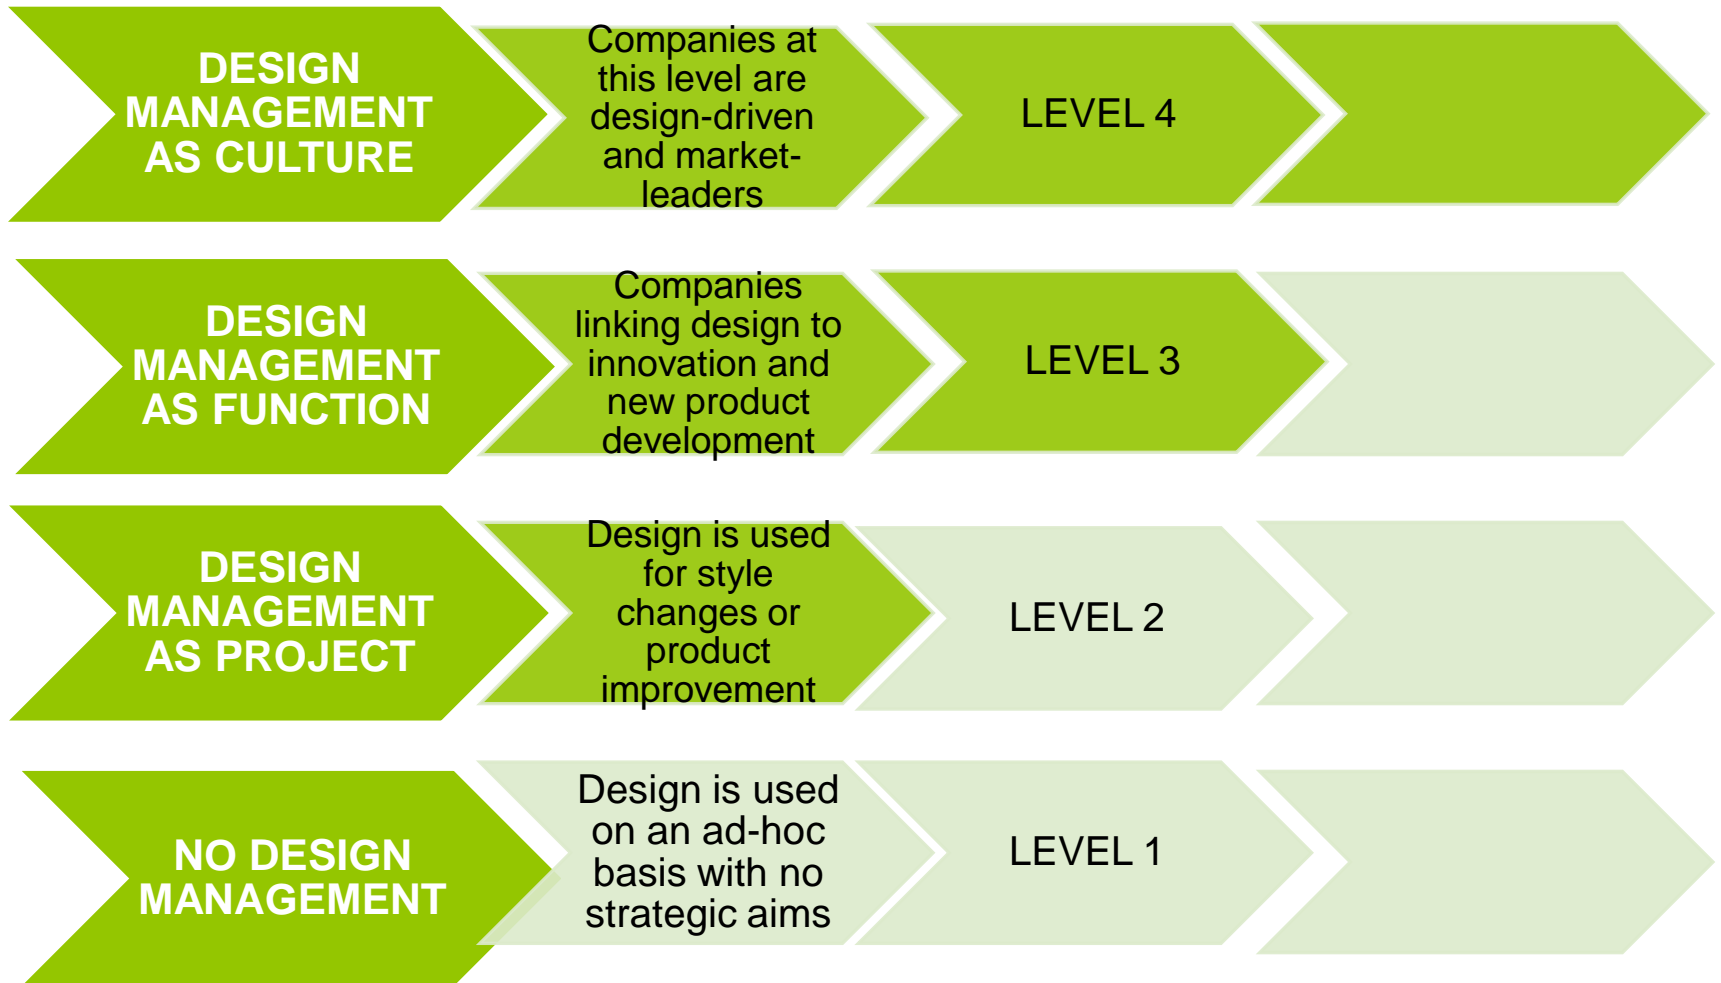 DESIGN
MANAGEMENT
AS CULTURE
Companies at
this level are
design-driven
and market-
leaders
LEVEL 4
DESIGN
MANAGEMENT
AS FUNCTION
Companies
linking design to
innovation and
new product
development
LEVEL 3
DESIGN
MANAGEMENT
AS PROJECT
Design is used
for style
changes or
product
improvement
LEVEL 2
NO DESIGN
MANAGEMENT
Design is used
on an ad-hoc
basis with no
strategic aims
LEVEL 1